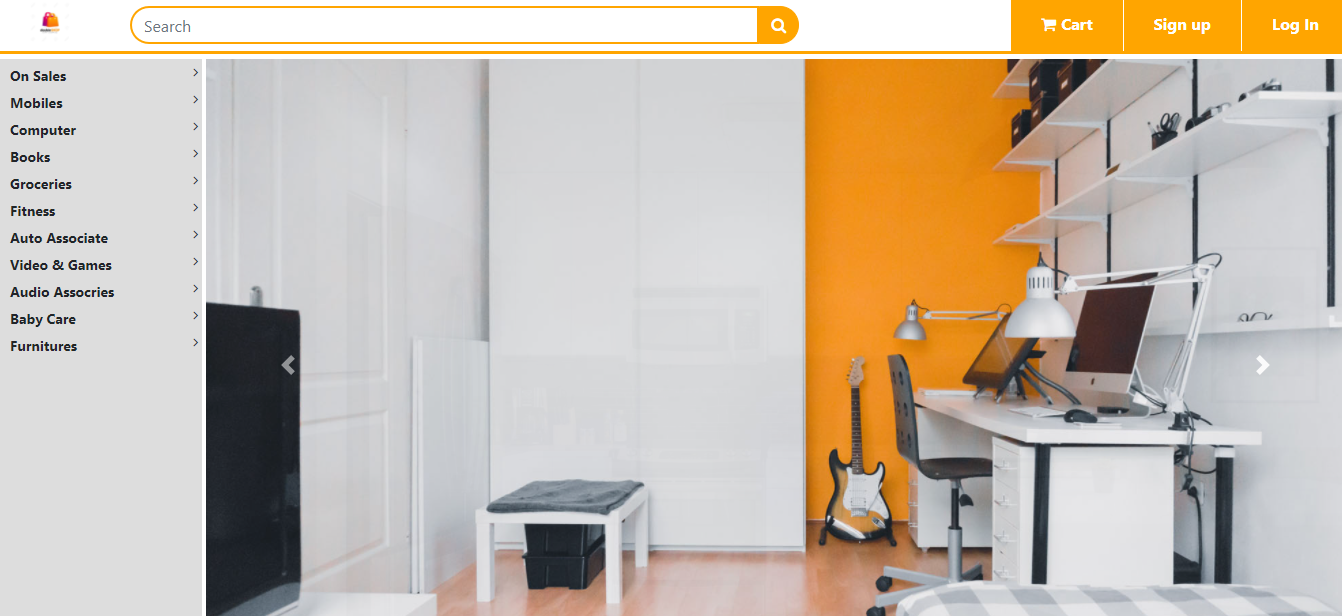 Search
Cart
Sign up
Log In
On Sales
Mobiles
Computer
Books
Groceries
Fitness
Auto Associate
Video & Games
Audio Assocries
Baby Care
Furnitures